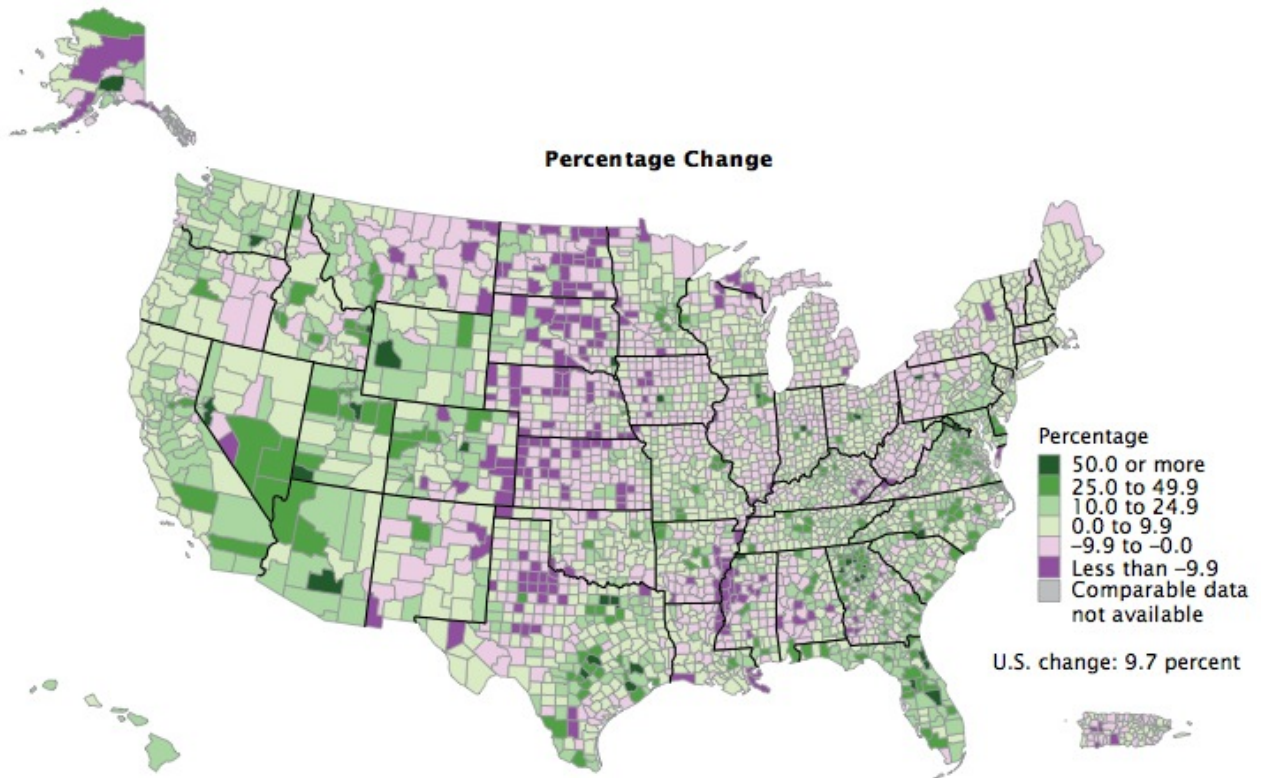 Percentage Change
Percentage
50.0 or more
25.0 to 49.9
10.0 to 24.9
0.0 to 9.9
–9.9 to –0.0
Less than –9.9
Comparable data
not available
U.S. change: 9.7 percent